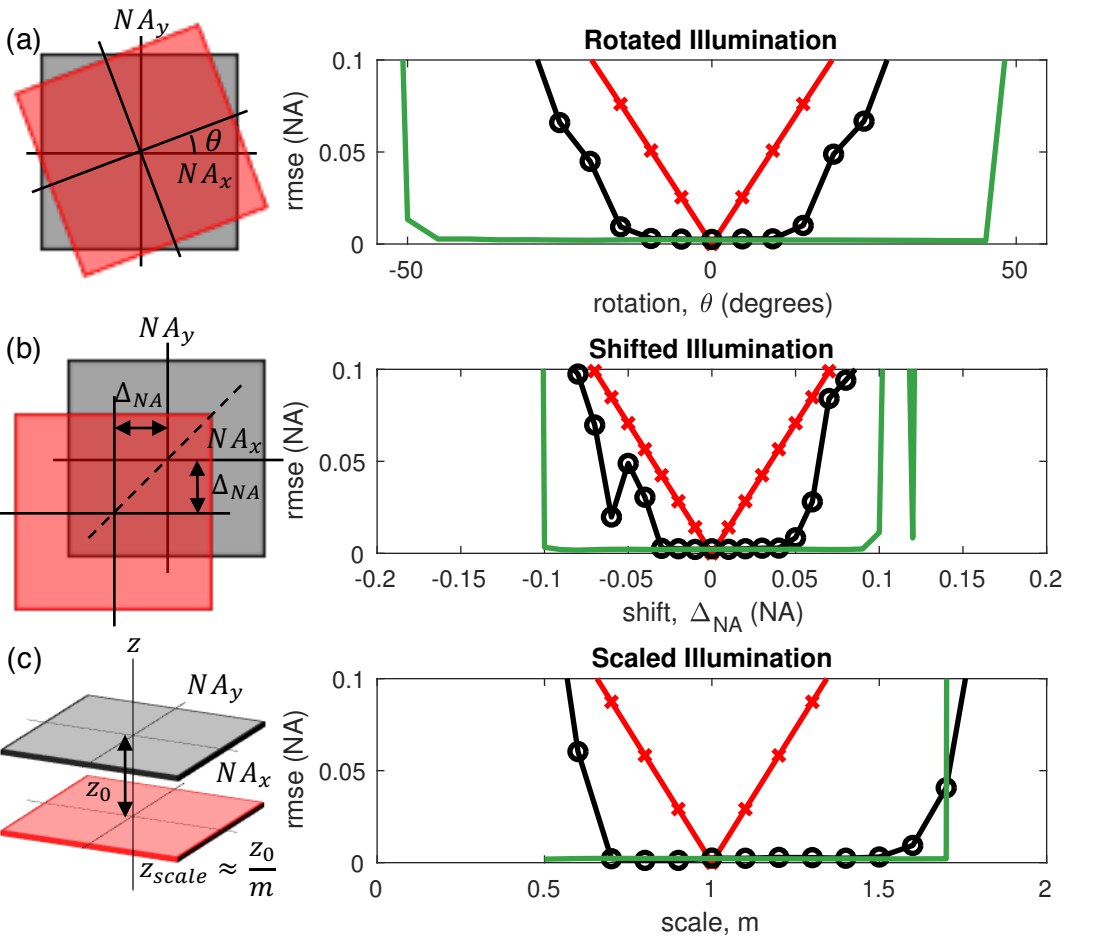 (a)
NA_y
θ
NA_x
Rotated Illumination
rmse (NA)
0.1
0.05
0
-50
0
50
rotation, θ (degrees)
(b)
NA_y
Δ_NA
NA_x
Δ_NA
Shifted Illumination
rmse (NA)
0.1
0.05
0
-0.2
-0.15
-0.1
-0.05
0
0.05
0.1
0.15
0.2
shift, Δ_NA (NA)
(c)
z
NA_y
NA_x
z_0
z_scale ≈ z_0/m
Scaled Illumination
rmse (NA)
0.1
0.05
0
0
0.5
1
1.5
2
scale, m